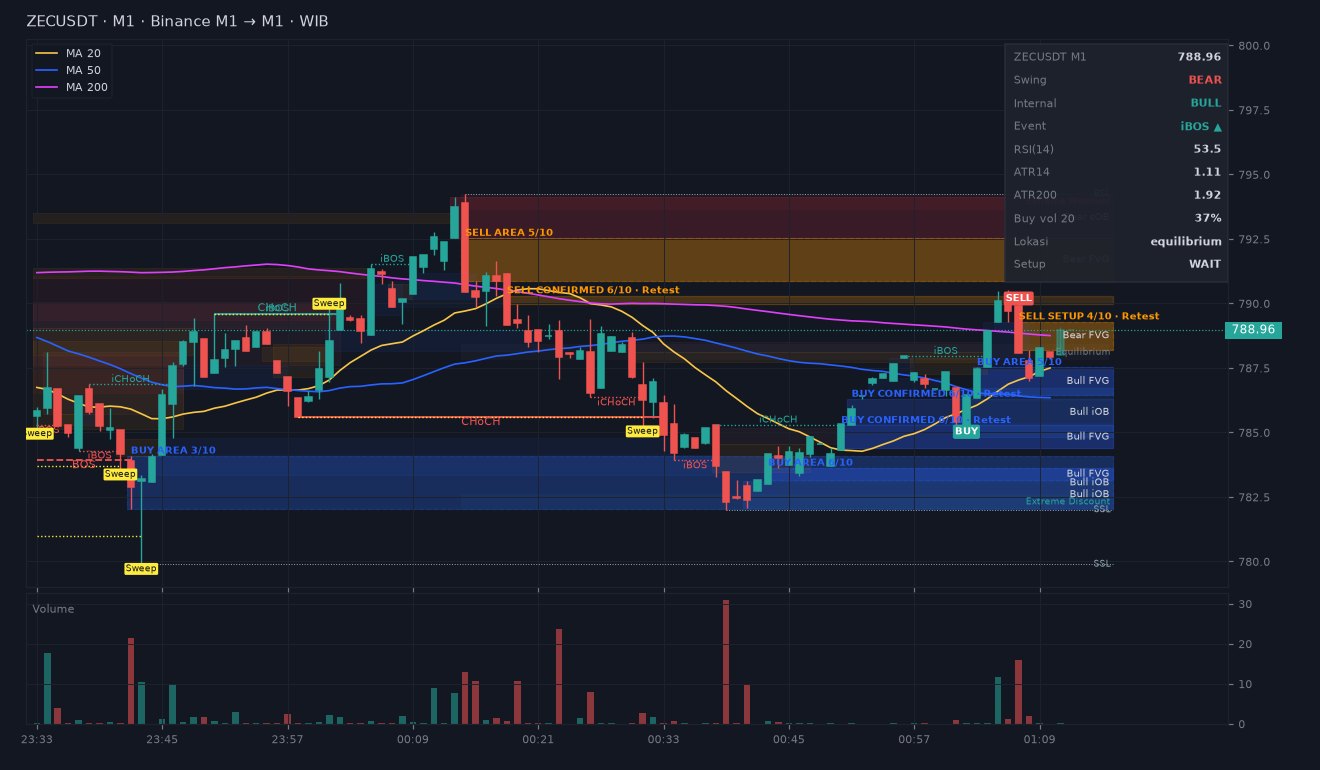 ZECUSDT · M1 · Binance M1 → M1 · WIB
MA 20
MA 50
MA 200
ZECUSDT M1 788.96
Swing BEAR
Internal BULL
Event iBOS ▲
RSI(14) 53.5
ATR14 1.11
ATR200 1.92
Buy vol 20 37%
Lokasi equilibrium
Setup WAIT
800.0
797.5
795.0
792.5
790.0
788.96
787.5
785.0
782.5
780.0
SELL AREA 5/10
iBOS
SELL CONFIRMED 6/10 · Retest
Sweep
CHoCH
SELL
SELL SETUP 4/10 · Retest
Bear FVG
Equilibrium
iBOS
BUY AREA 5/10
iCHoCH
Bull FVG
BUY CONFIRMED
Retest
iCHoCH
Bull iOB
CHoCH
iCHoCH
BUY CONFIRMED 6/10 · Retest
Sweep
Sweep
BUY
Bull FVG
BUY AREA 3/10
iBOS
BOS
iBOS
Sweep
Bull FVG
Bull iOB
Bull iOB
Extreme Discount
SSL
Sweep
SSL
Volume
30
20
10
0
23:33
23:45
23:57
00:09
00:21
00:33
00:45
00:57
01:09